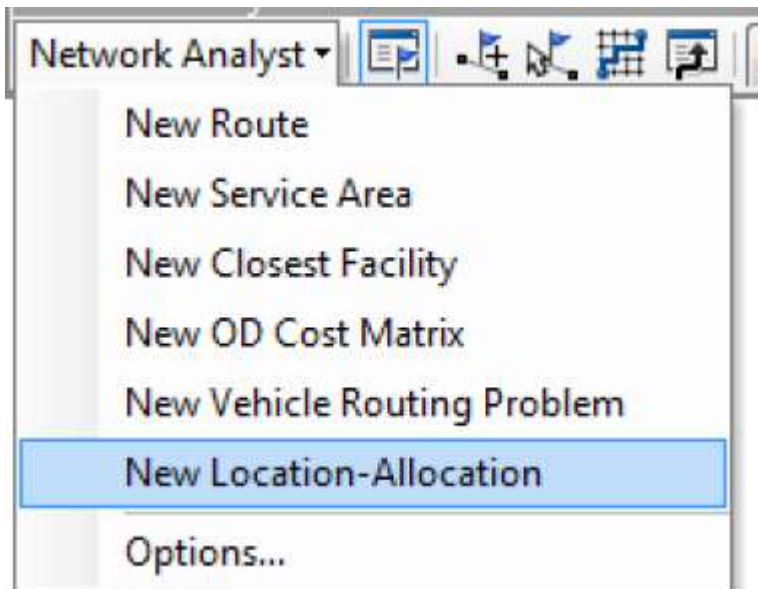 Network Analyst
New Route
New Service Area
New Closest Facility
New OD Cost Matrix
New Vehicle Routing Problem
New Location-Allocation
Options...